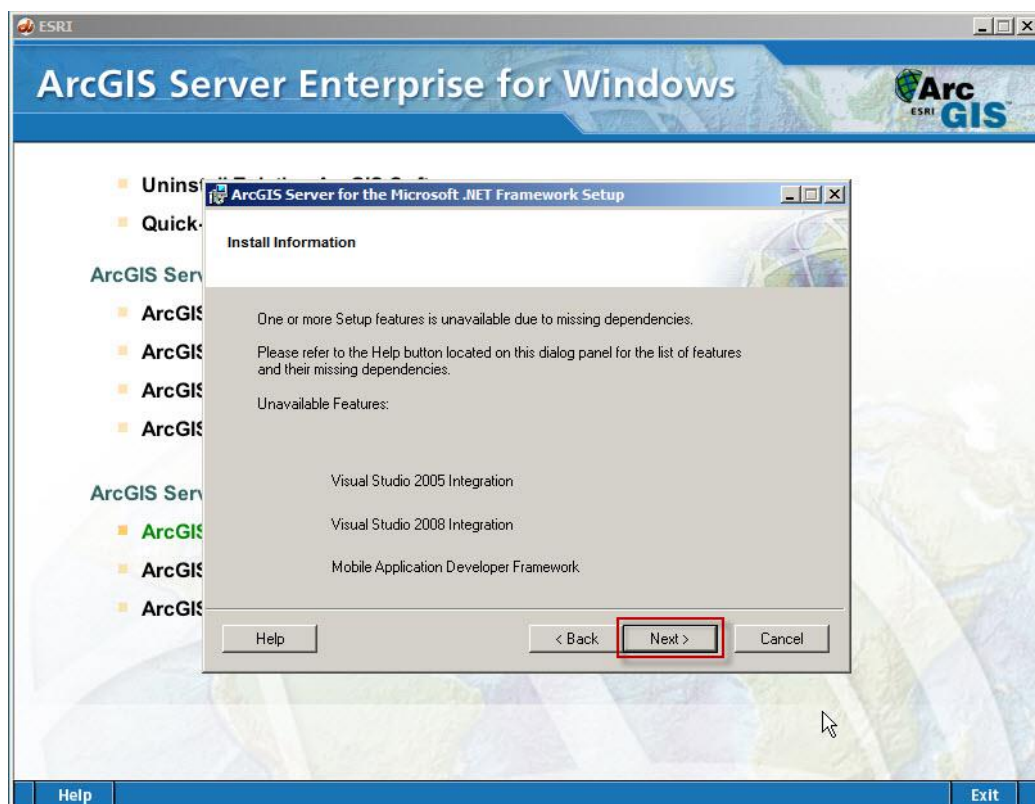 ESRI
ArcGIS Server Enterprise for Windows
Arc
ESRI GIS
Uninst
ArcGIS Server for the Microsoft .NET Framework Setup
Quick-
Install Information
ArcGIS Serv
ArcGIS
One or more Setup features is unavailable due to missing dependencies.
ArcGIS
Please refer to the Help button located on this dialog panel for the list of features
and their missing dependencies.
ArcGIS
Unavailable Features:
ArcGIS
Visual Studio 2005 Integration
ArcGIS Serv
Visual Studio 2008 Integration
ArcGIS
Mobile Application Developer Framework
ArcGIS
ArcGIS
Help
< Back
Next >
Cancel
Help
Exit